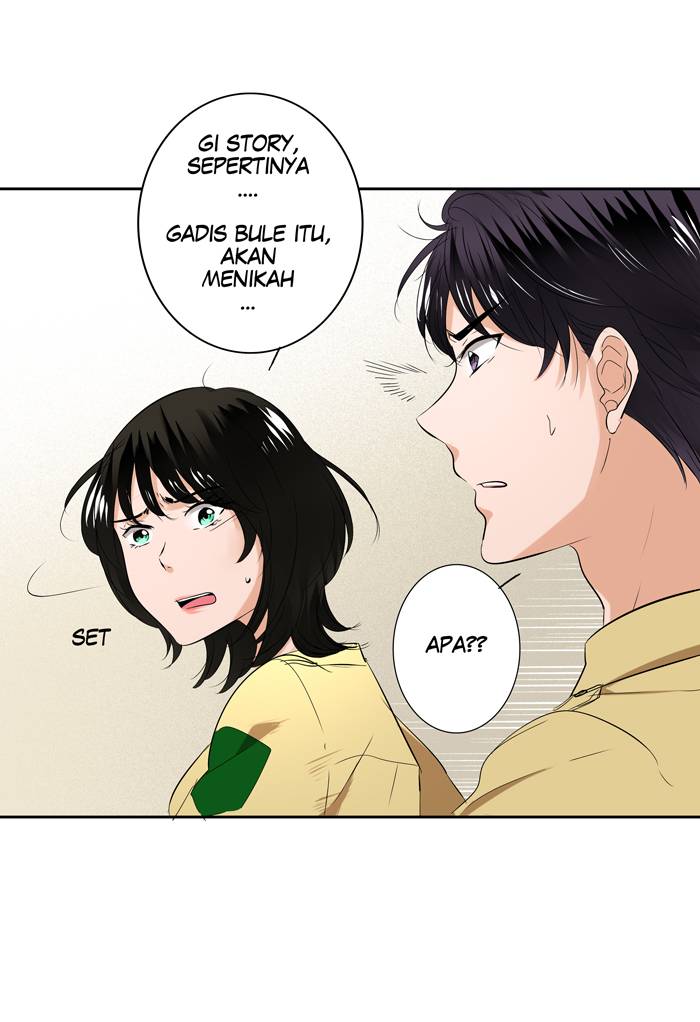 GI STORY,
SEPERTINYA
....
GADIS BULE ITU,
AKAN
MENIKAH
...
SET
APA??